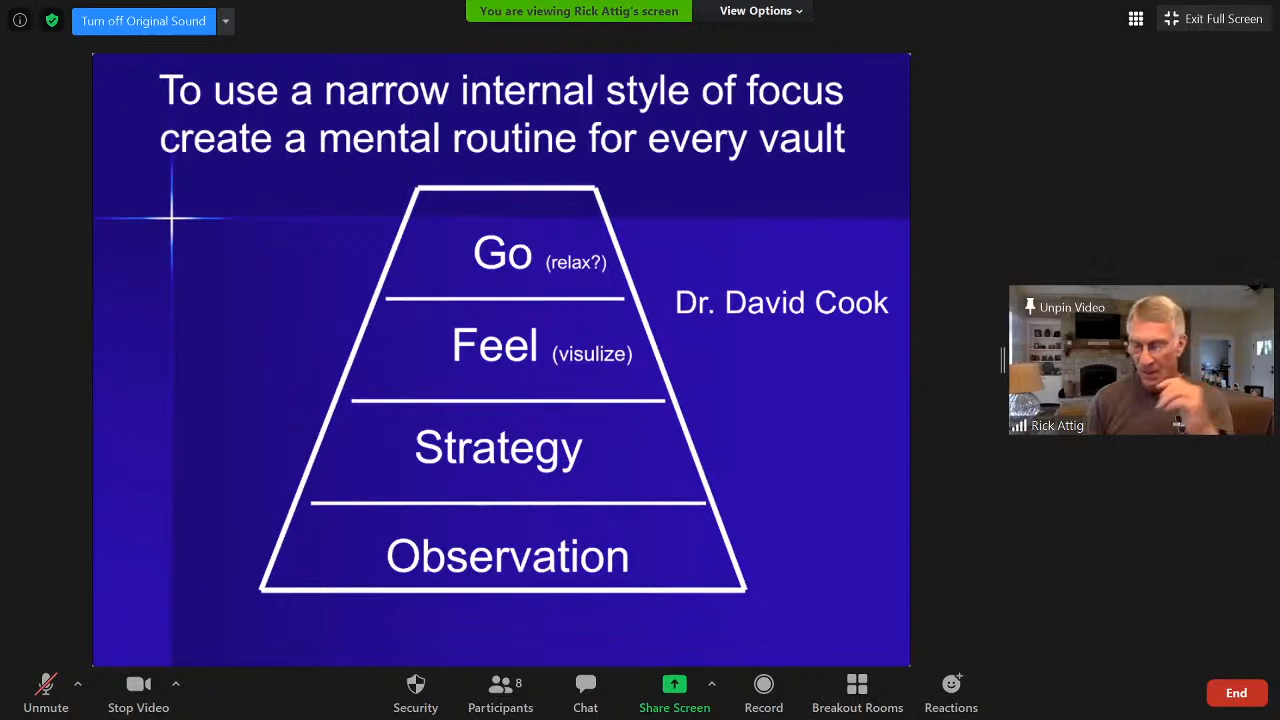 Turn off Original Sound
You are viewing Rick Attig's screen
View Options
Exit Full Screen
To use a narrow internal style of focus
create a mental routine for every vault
Go (relax?)
Dr. David Cook
Feel (visulize)
Strategy
Observation
Unpin Video
Rick Attig
Unmute
Stop Video
Security
Participants
8
Chat
Share Screen
Record
Breakout Rooms
Reactions
End